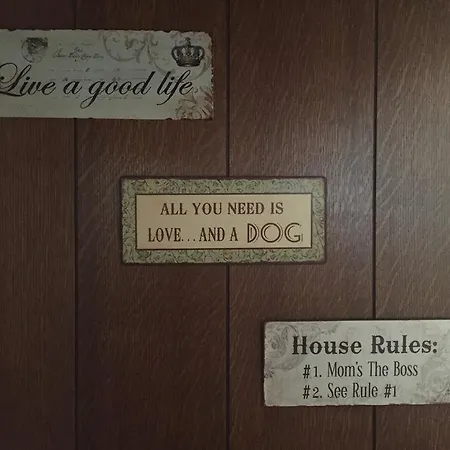 Live a good life
ALL YOU NEED IS
LOVE...AND A DOG
House Rules:
#1. Mom's The Boss
#2. See Rule #1